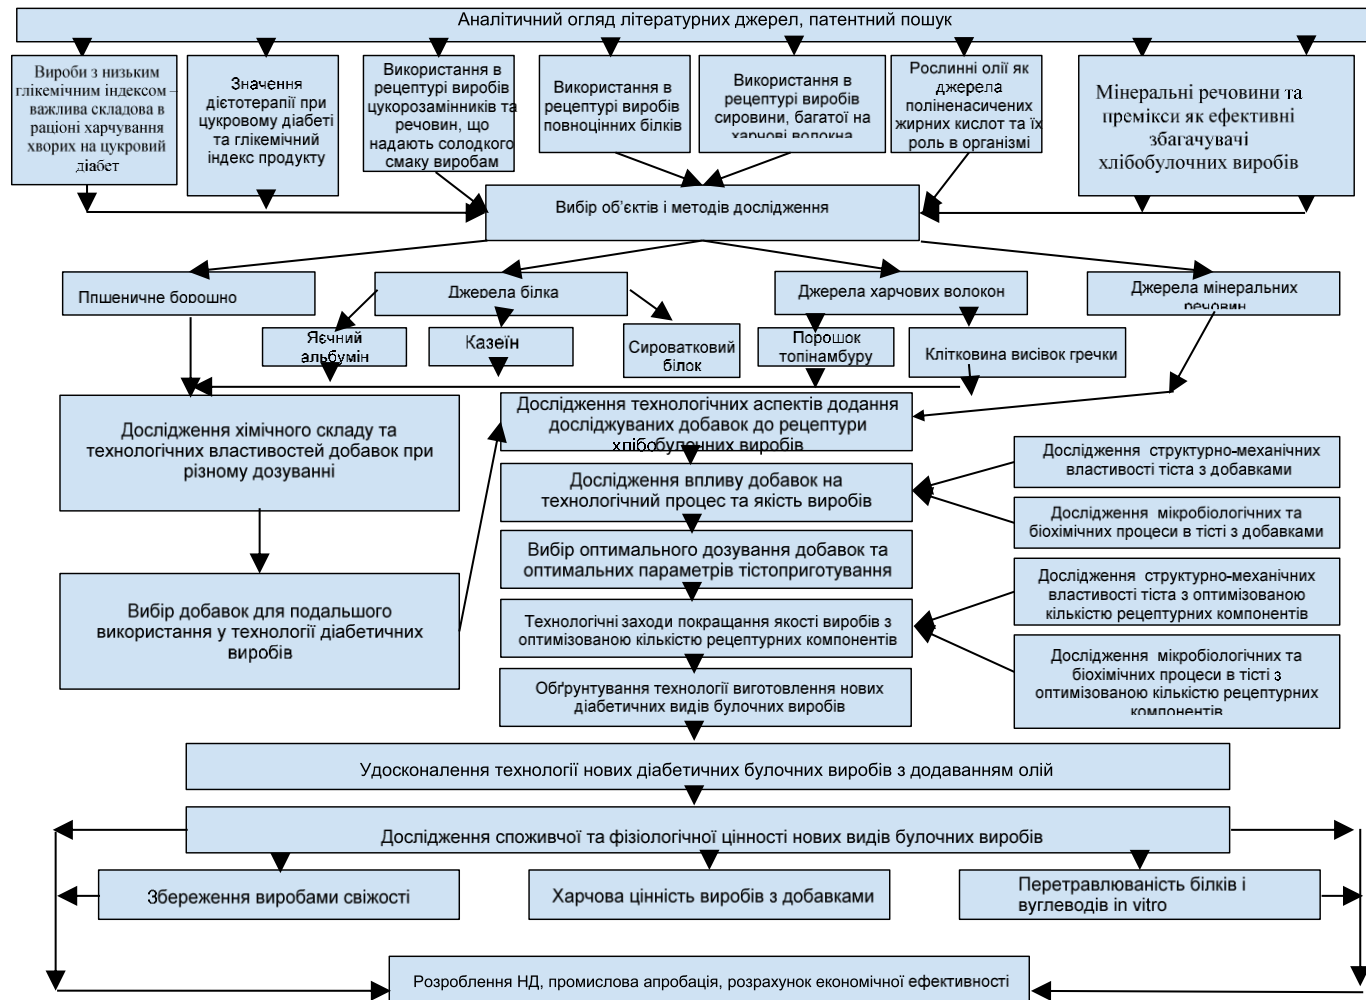 Аналітичний огляд літературних джерел, патентний пошук
Вироби з низьким
глікемічним індексом –
важлива складова в
раціоні харчування
хворих на цукровий
діабет
Значення
дієтотерапії при
цукровому діабеті
та глікемічний
індекс продукту
Використання в
рецептурі виробів
цукорозамінників та
речовин, що
надають солодкого
смаку виробам
Використання в
рецептурі виробів
повноцінних білків
Використання в
рецептурі виробів
сировини, багатої на
харчові волокна
Рослинні олії як
джерела
поліненасичених
жирних кислот та їх
роль в організмі
Мінеральні речовини та
премікси як ефективні
збагачувачі
хлібобулочних виробів
Вибір об’єктів і методів дослідження
Ппшеничне борошно
Джерела білка
Джерела харчових волокон
Джерела мінеральних
речовин
Яєчний
альбумін
Казеїн
Сироватковий
білок
Порошок
топінамбуру
Клітковина висівок гречки
Дослідження хімічного складу та
технологічних властивостей добавок при
різному дозуванні
Вибір добавок для подальшого
використання у технології діабетичних
виробів
Дослідження технологічних аспектів додання
досліджуваних добавок до рецептури
хлібобулочних виробів
Дослідження впливу добавок на
технологічний процес та якість виробів
Вибір оптимального дозування добавок та
оптимальних параметрів тістоприготування
Технологічні заходи покращання якості виробів з
оптимізованою кількістю рецептурних компонентів
Обґрунтування технології виготовлення нових
діабетичних видів булочних виробів
Дослідження структурно-механічних
властивості тіста з добавками
Дослідження мікробіологічних та
біохімічних процеси в тісті з добавками
Дослідження структурно-механічних
властивості тіста з оптимізованою
кількістю рецептурних компонентів
Дослідження мікробіологічних та
біохімічних процеси в тісті з
оптимізованою кількістю рецептурних
компонентів
Удосконалення технології нових діабетичних булочних виробів з додаванням олій
Дослідження споживчої та фізіологічної цінності нових видів булочних виробів
Збереження виробами свіжості
Харчова цінність виробів з добавками
Перетравлюваність білків і
вуглеводів in vitro
Розроблення НД, промислова апробація, розрахунок економічної ефективності